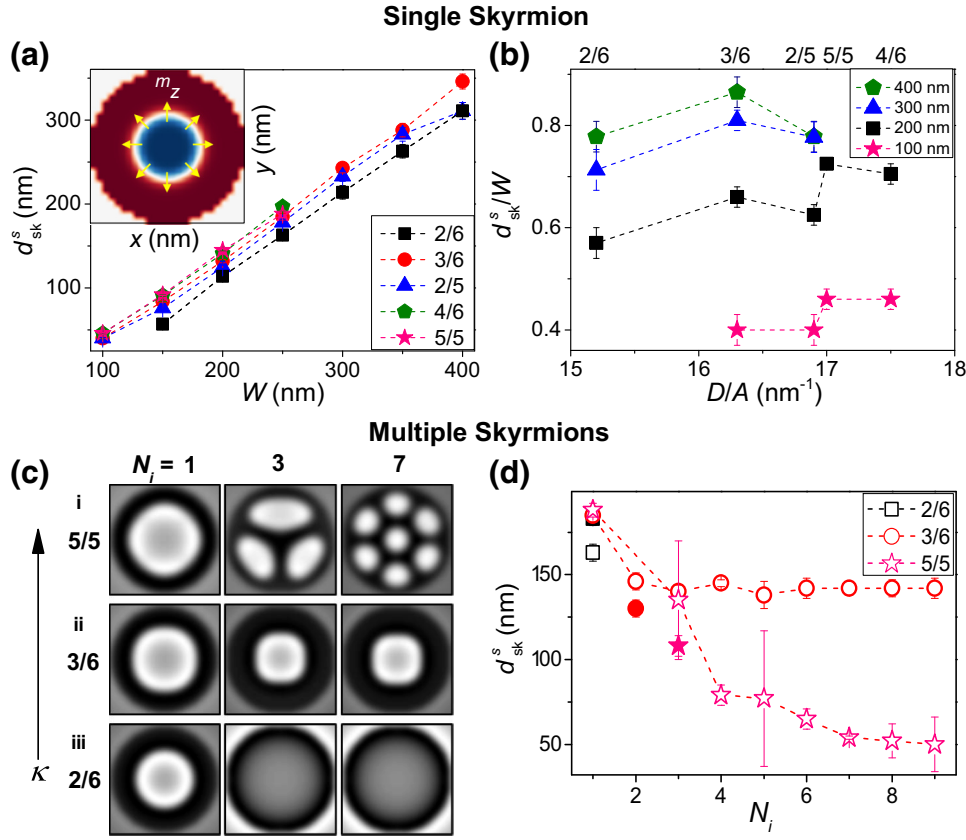 Single Skyrmion
(a)
m_z
y (nm)
x (nm)
300
200
100
d^s_sk (nm)
100 200 300 400
W (nm)
2/6
3/6
2/5
4/6
5/5
(b)
2/6 3/6 2/5 5/5 4/6
400 nm
300 nm
200 nm
100 nm
0.8
0.6
0.4
d^s_sk/W
15 16 17 18
D/A (nm⁻¹)
Multiple Skyrmions
(c)
N_i = 1 3 7
i
5/5
ii
3/6
iii
2/6
κ
(d)
2/6
3/6
5/5
150
100
50
d^s_sk (nm)
2 4 6 8
N_i